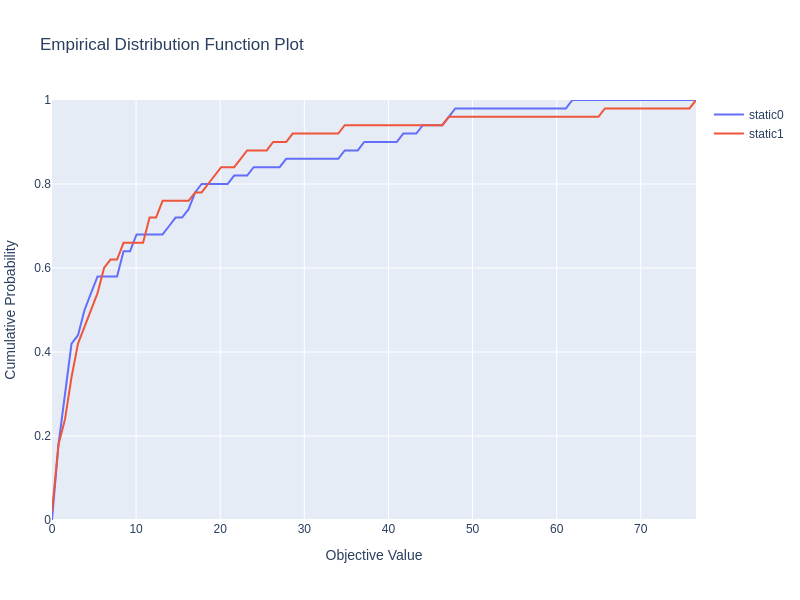 Empirical Distribution Function Plot
1
0.8
0.6
0.4
0.2
0
0 10 20 30 40 50 60 70
Objective Value
Cumulative Probability
static0
static1